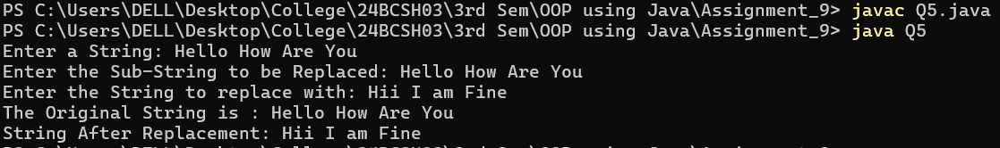 PS C:\Users\DELL\Desktop\College\24BCSH03\3rd Sem\OOP using Java\Assignment_9> javac Q5.java
PS C:\Users\DELL\Desktop\College\24BCSH03\3rd Sem\OOP using Java\Assignment_9> java Q5
Enter a String: Hello How Are You
Enter the Sub-String to be Replaced: Hello How Are You
Enter the String to replace with: Hii I am Fine
The Original String is : Hello How Are You
String After Replacement: Hii I am Fine